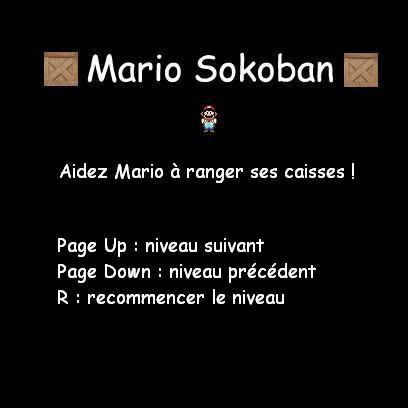 Mario Sokoban
Aidez Mario à ranger ses caisses !
Page Up : niveau suivant
Page Down : niveau précédent
R : recommencer le niveau